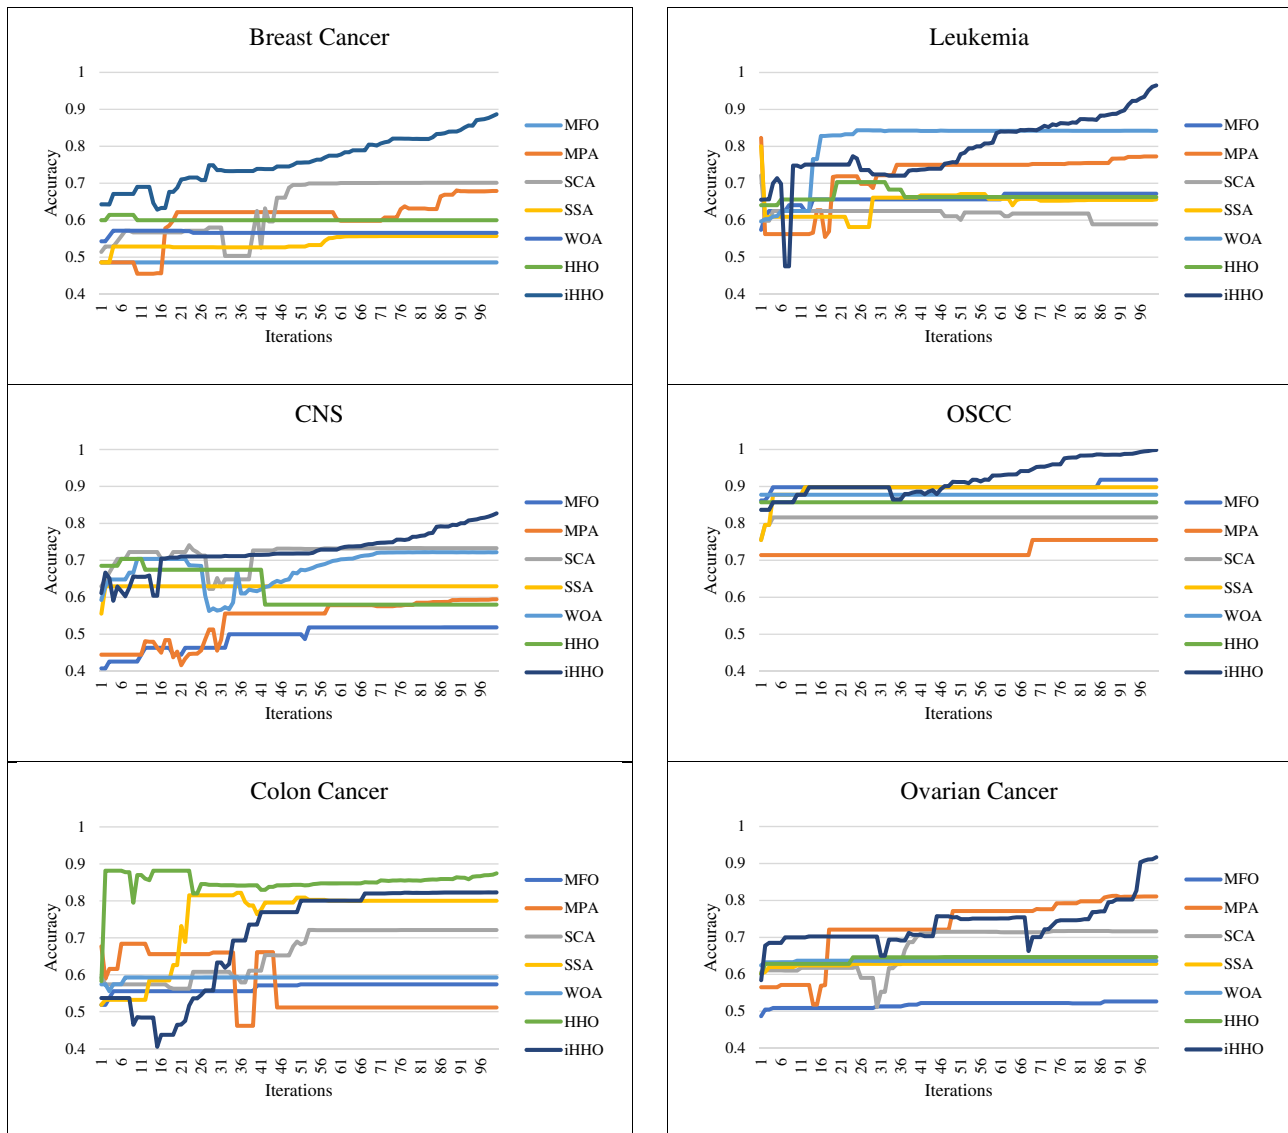 Breast Cancer
1
0.9
0.8
0.7
0.6
0.5
0.4
Accuracy
1 6 11 16 21 26 31 36 41 46 51 56 61 66 71 76 81 86 91 96
Iterations
MFO
MPA
SCA
SSA
WOA
HHO
iHHO
Leukemia
1
0.9
0.8
0.7
0.6
0.5
0.4
Accuracy
1 6 11 16 21 26 31 36 41 46 51 56 61 66 71 76 81 86 91 96
Iterations
MFO
MPA
SCA
SSA
WOA
HHO
iHHO
CNS
1
0.9
0.8
0.7
0.6
0.5
0.4
Accuracy
1 6 11 16 21 26 31 36 41 46 51 56 61 66 71 76 81 86 91 96
Iterations
MFO
MPA
SCA
SSA
WOA
HHO
iHHO
OSCC
1
0.9
0.8
0.7
0.6
0.5
0.4
Accuracy
1 6 11 16 21 26 31 36 41 46 51 56 61 66 71 76 81 86 91 96
Iterations
MFO
MPA
SCA
SSA
WOA
HHO
iHHO
Colon Cancer
1
0.9
0.8
0.7
0.6
0.5
0.4
Accuracy
1 6 11 16 21 26 31 36 41 46 51 56 61 66 71 76 81 86 91 96
Iterations
MFO
MPA
SCA
SSA
WOA
HHO
iHHO
Ovarian Cancer
1
0.9
0.8
0.7
0.6
0.5
0.4
Accuracy
1 6 11 16 21 26 31 36 41 46 51 56 61 66 71 76 81 86 91 96
Iterations
MFO
MPA
SCA
SSA
WOA
HHO
iHHO